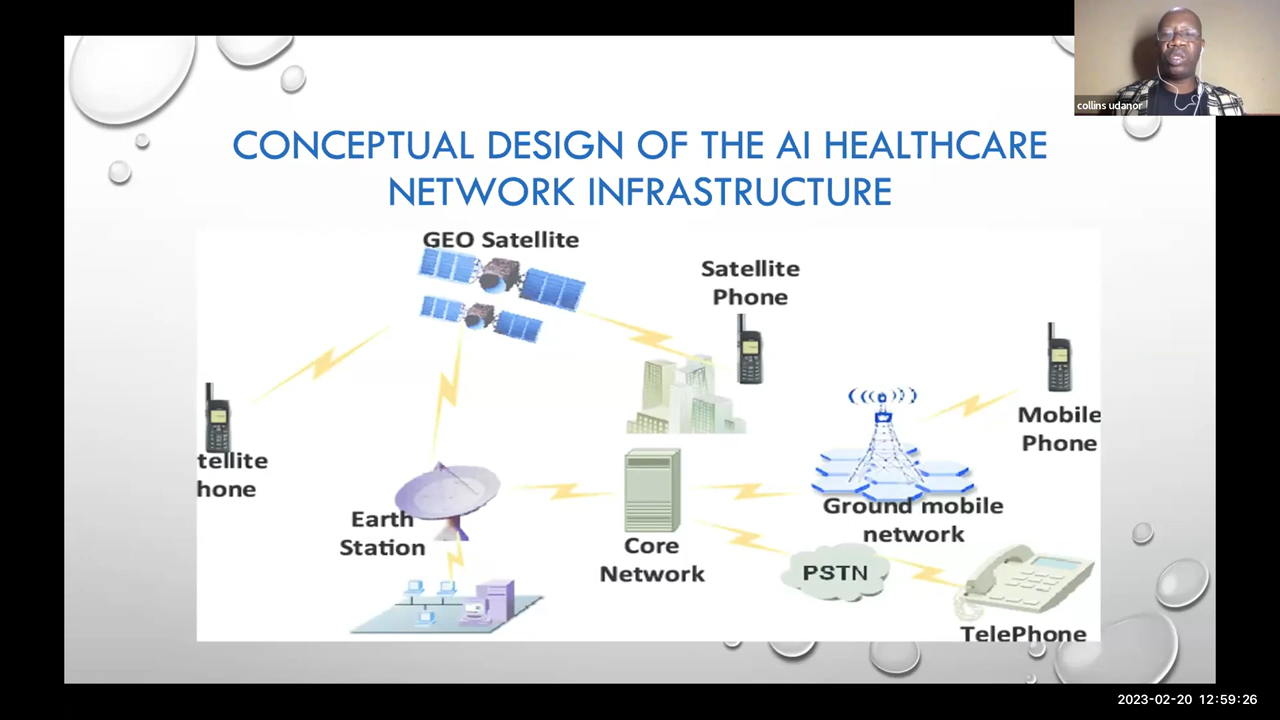 collins udanor
CONCEPTUAL DESIGN OF THE AI HEALTHCARE
NETWORK INFRASTRUCTURE
GEO Satellite
Satellite
Phone
tellite
hone
Mobile
Phone
Earth
Station
Core
Network
Ground mobile
network
PSTN
TelePhone
2023-02-20 12:59:26